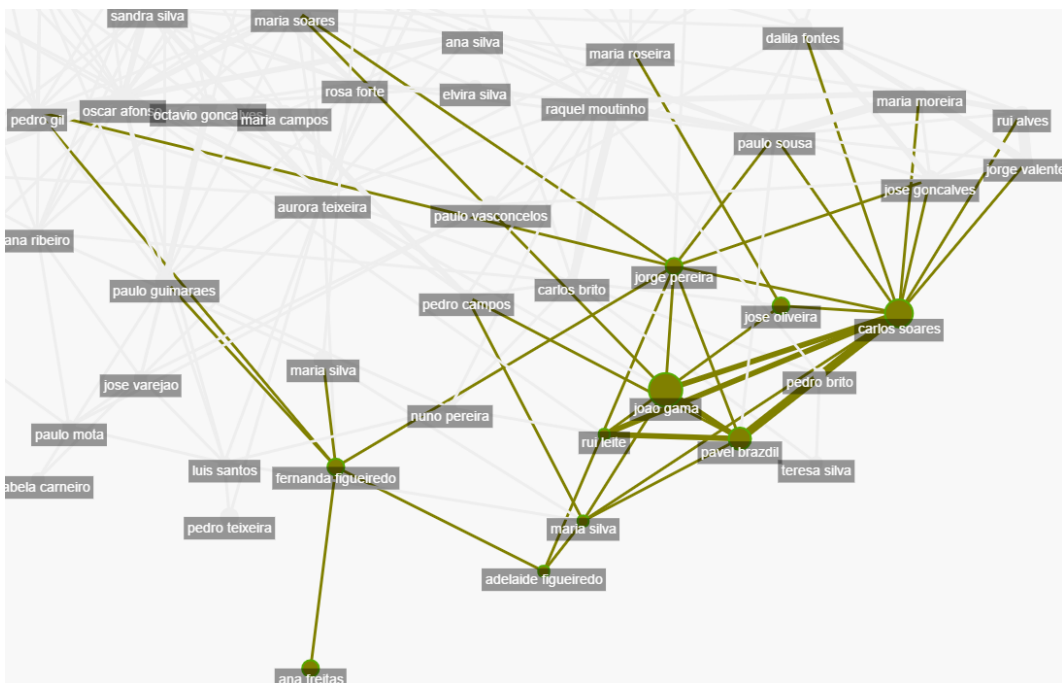 sandra silva
maria soares
ana silva
maria roseira
dalila fontes
rosa forte
elvira silva
raquel moutinho
maria moreira
rui alves
pedro gil
oscar afonso
octavio goncalves
maria campos
paulo sousa
jorge valente
jose goncalves
aurora teixeira
paulo vasconcelos
ana ribeiro
paulo guimaraes
carlos brito
jorge pereira
pedro campos
jose oliveira
carlos soares
maria silva
jose varejao
pedro brito
nuno pereira
joao gama
paulo mota
rui leite
pavel brazdil
luis santos
fernanda figueiredo
teresa silva
abela carneiro
pedro teixeira
maria silva
adelaide figueiredo
ana freitas